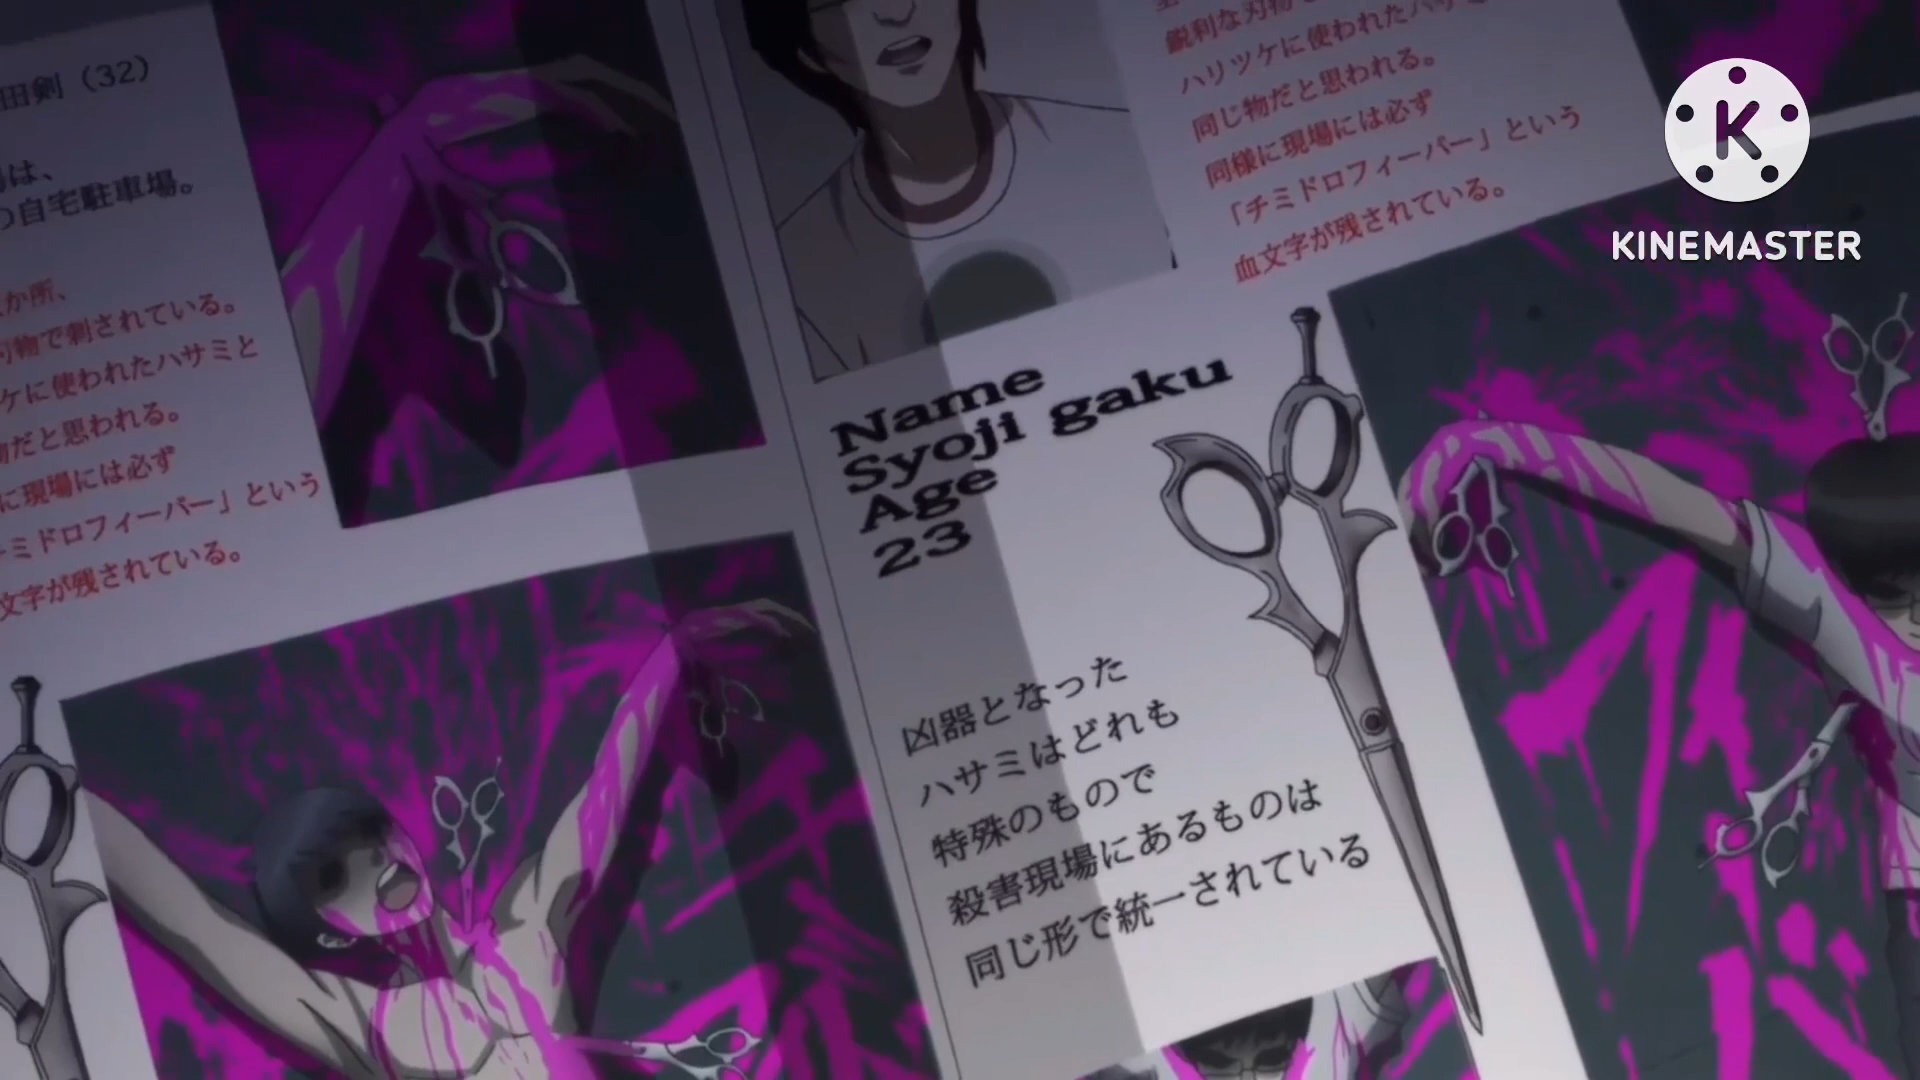 田剣（32）
は、
自宅駐車場。
か所、
刃物で刺されている。
ケに使われたハサミと
物だと思われる。
に現場には必ず
チミドロフィーバー」という
文字が残されている。
鋭利な刃物で
ハリツケに使われたハサミ
同じ物だと思われる。
同様に現場には必ず
「チミドロフィーバー」という
血文字が残されている。
Name
Syoji gaku
Age
23
凶器となった
ハサミはどれも
特殊のもので
殺害現場にあるものは
同じ形で統一されている
K
KINEMASTER